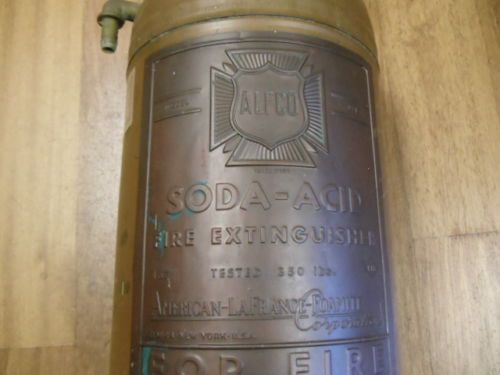 ALFCO
SODA-ACID
FIRE EXTINGUISHER
TESTED 350 lbs.
AMERICAN-LAFRANCE-FOAMITE
Corporation
NEW YORK-U.S.A.
FOR FIRE